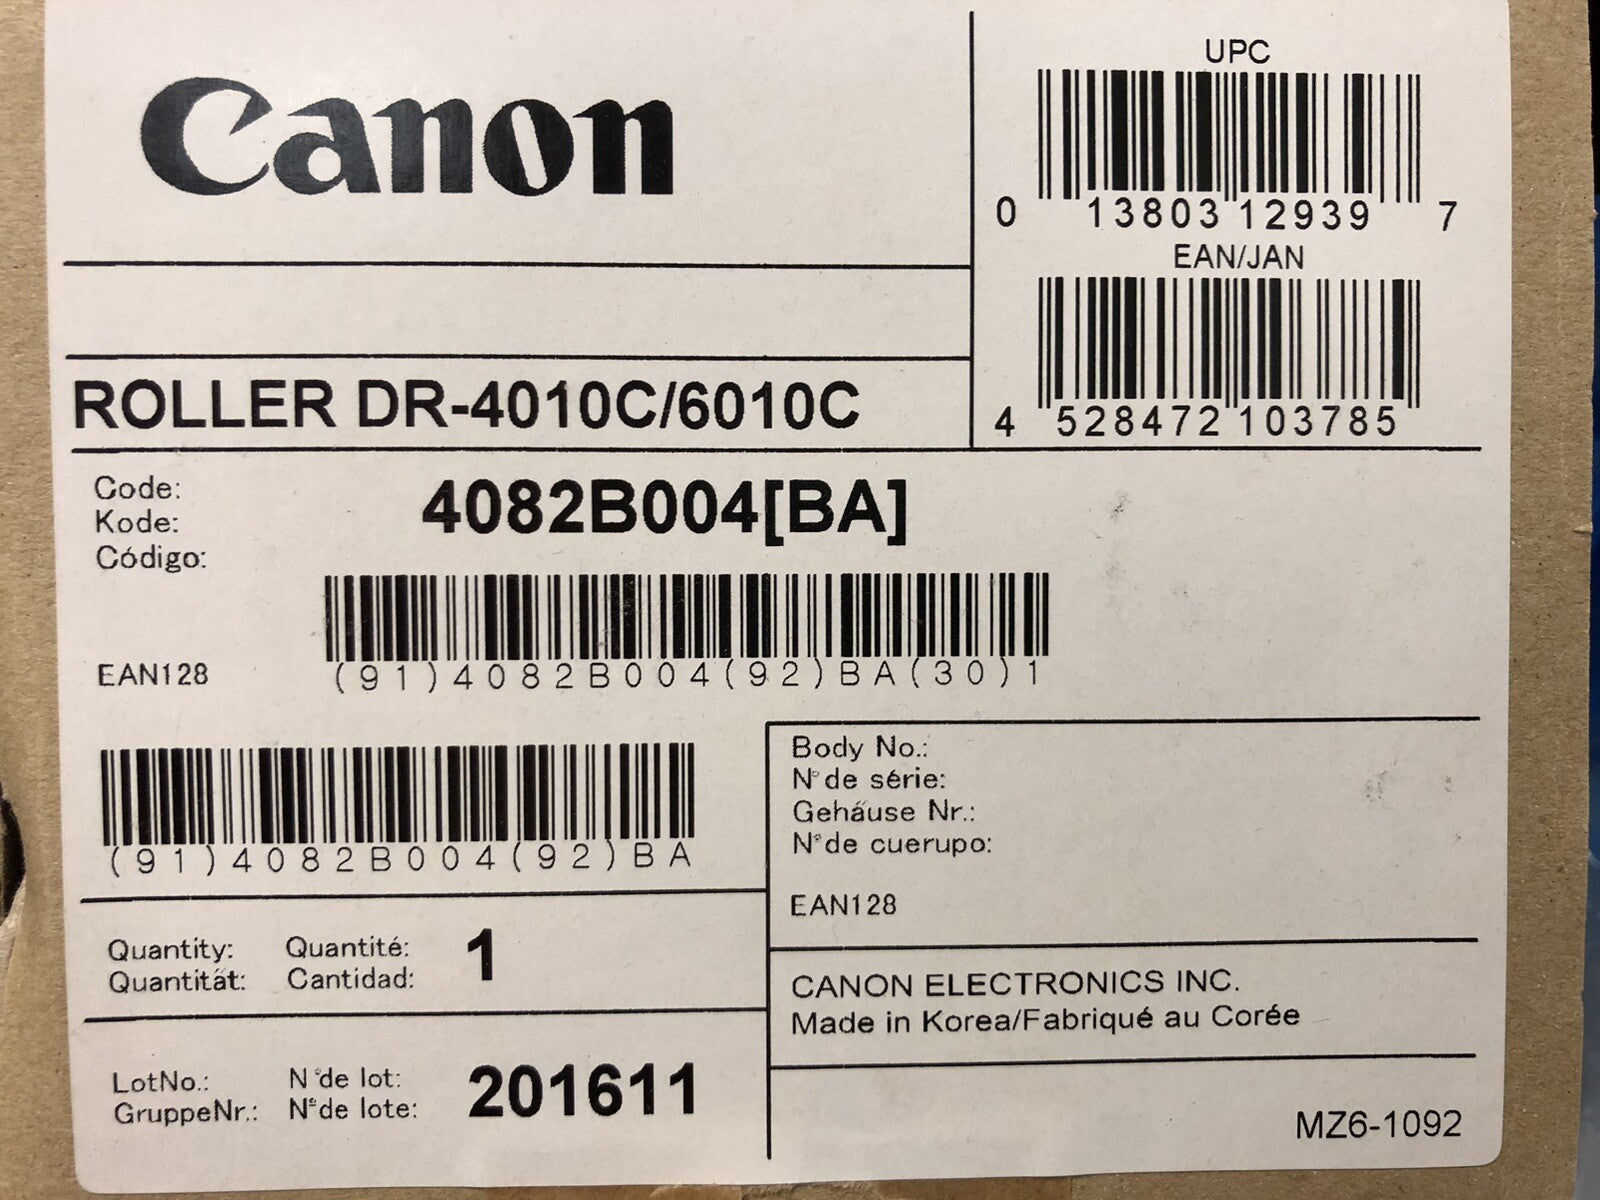 Canon
UPC
0 13803 12939 7
EAN/JAN
4 528472 103785
ROLLER DR-4010C/6010C
Code:
Kode:
Código:
4082B004[BA]
EAN128
(91)4082B004(92)BA(30)1
(91)4082B004(92)BA
Body No.:
N°de série:
Gehäuse Nr.:
N°de cuerupo:
EAN128
Quantity: Quantité:
Quantität: Cantidad:
1
CANON ELECTRONICS INC.
Made in Korea/Fabriqué au Corée
LotNo.: N°de lot:
GruppeNr.: N°de lote:
201611
MZ6-1092